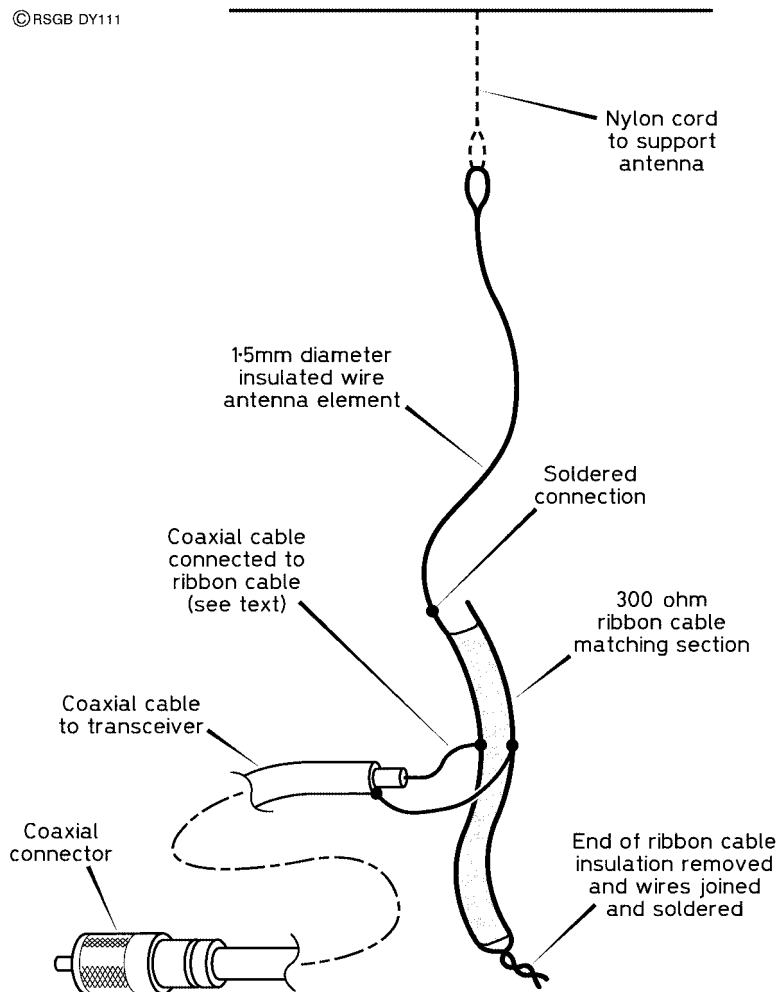 © RSGB DY111
Nylon cord
to support
antenna
1·5mm diameter
insulated wire
antenna element
Soldered
connection
Coaxial cable
connected to
ribbon cable
(see text)
300 ohm
ribbon cable
matching section
Coaxial cable
to transceiver
Coaxial
connector
End of ribbon cable
insulation removed
and wires joined
and soldered